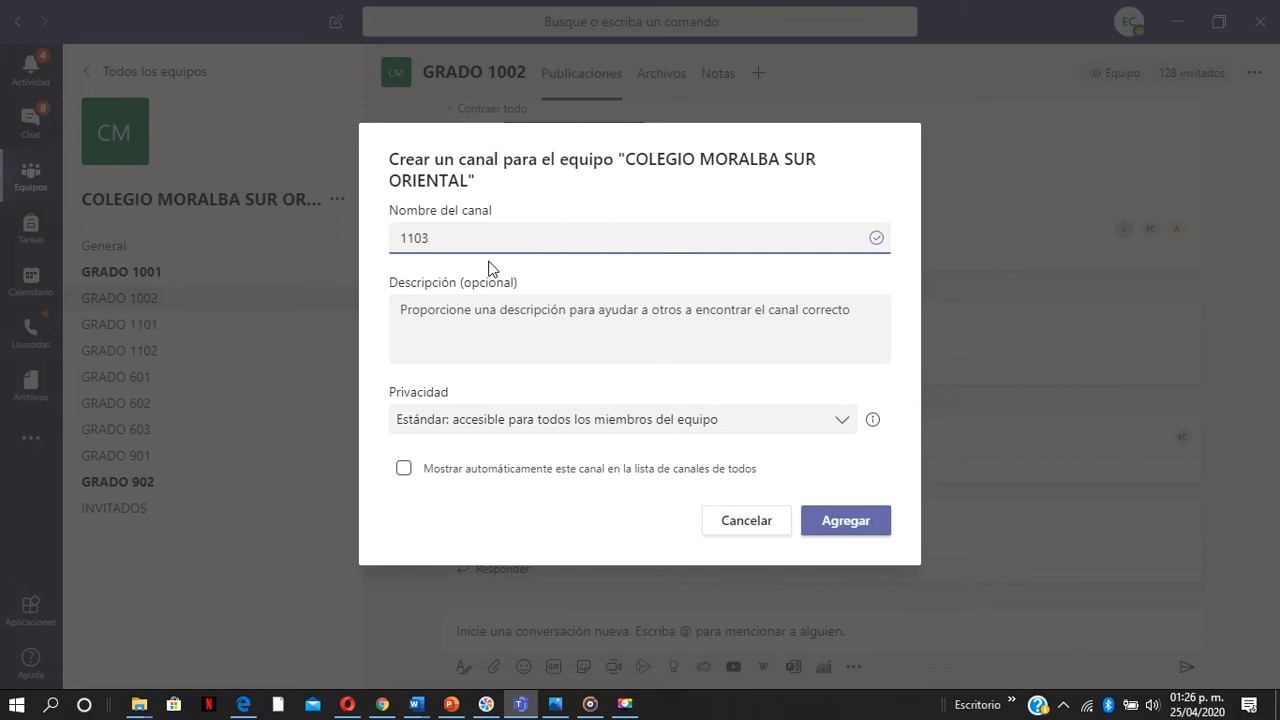 Busque o escriba un comando
EC
4
Actividad
8
Chat
Equipos
Tareas
Calendario
Llamadas
Archivos
Aplicaciones
Ayuda
Todos los equipos
CM
COLEGIO MORALBA SUR OR...
General
GRADO 1001
GRADO 1002
GRADO 1101
GRADO 1102
GRADO 601
GRADO 602
GRADO 603
GRADO 901
GRADO 902
INVITADOS
CM GRADO 1002 Publicaciones Archivos Notas Equipo 128 invitados
Contraer todo
L EC A
EC
Crear un canal para el equipo "COLEGIO MORALBA SUR
ORIENTAL"
Nombre del canal
1103
Descripción (opcional)
Proporcione una descripción para ayudar a otros a encontrar el canal correcto
Privacidad
Estándar: accesible para todos los miembros del equipo
Mostrar automáticamente este canal en la lista de canales de todos
Cancelar Agregar
Responder
Inicie una conversación nueva. Escriba @ para mencionar a alguien.
GIF
Escritorio
01:26 p. m.
25/04/2020